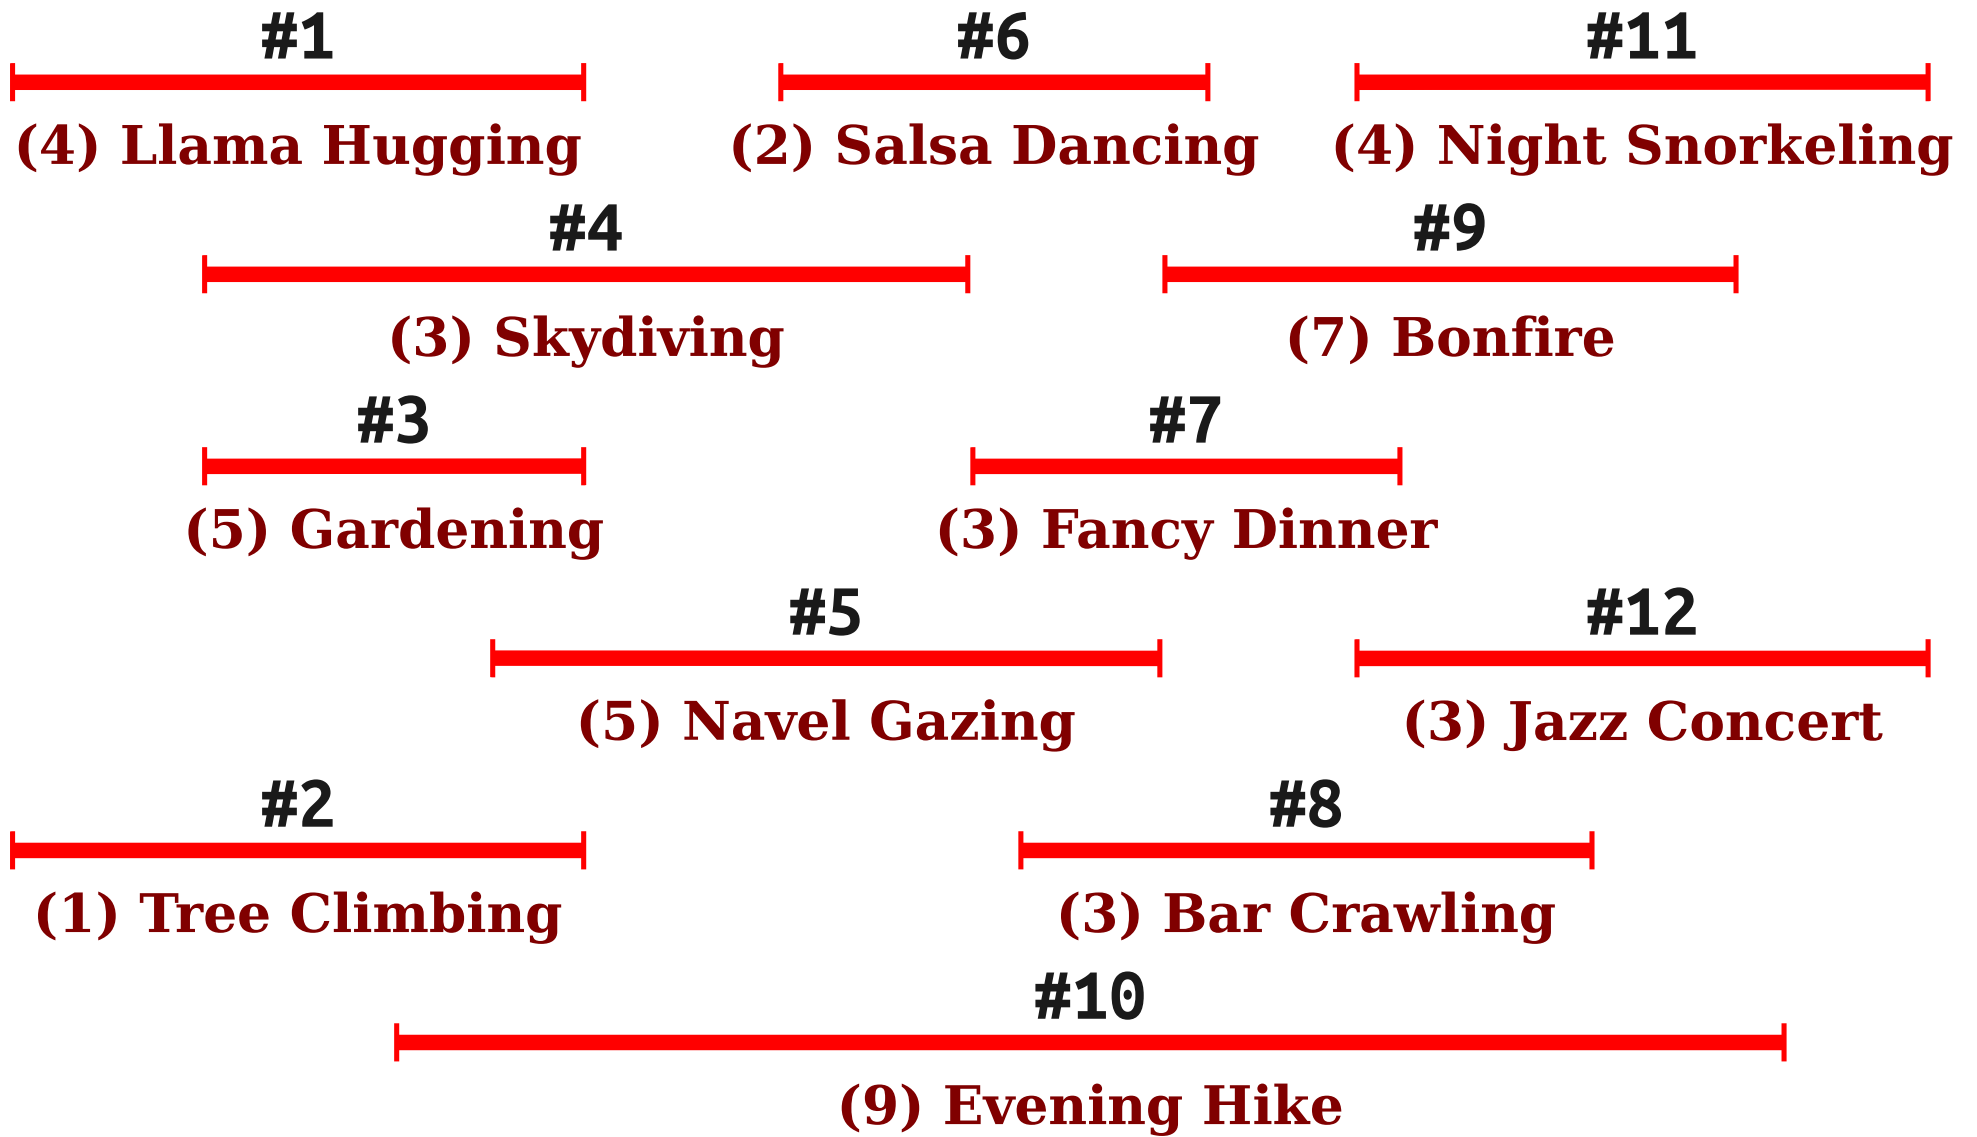 #1 #6 #11
(4) Llama Hugging (2) Salsa Dancing (4) Night Snorkeling
#4 #9
(3) Skydiving (7) Bonfire
#3 #7
(5) Gardening (3) Fancy Dinner
#5 #12
(5) Navel Gazing (3) Jazz Concert
#2 #8
(1) Tree Climbing (3) Bar Crawling
#10
(9) Evening Hike